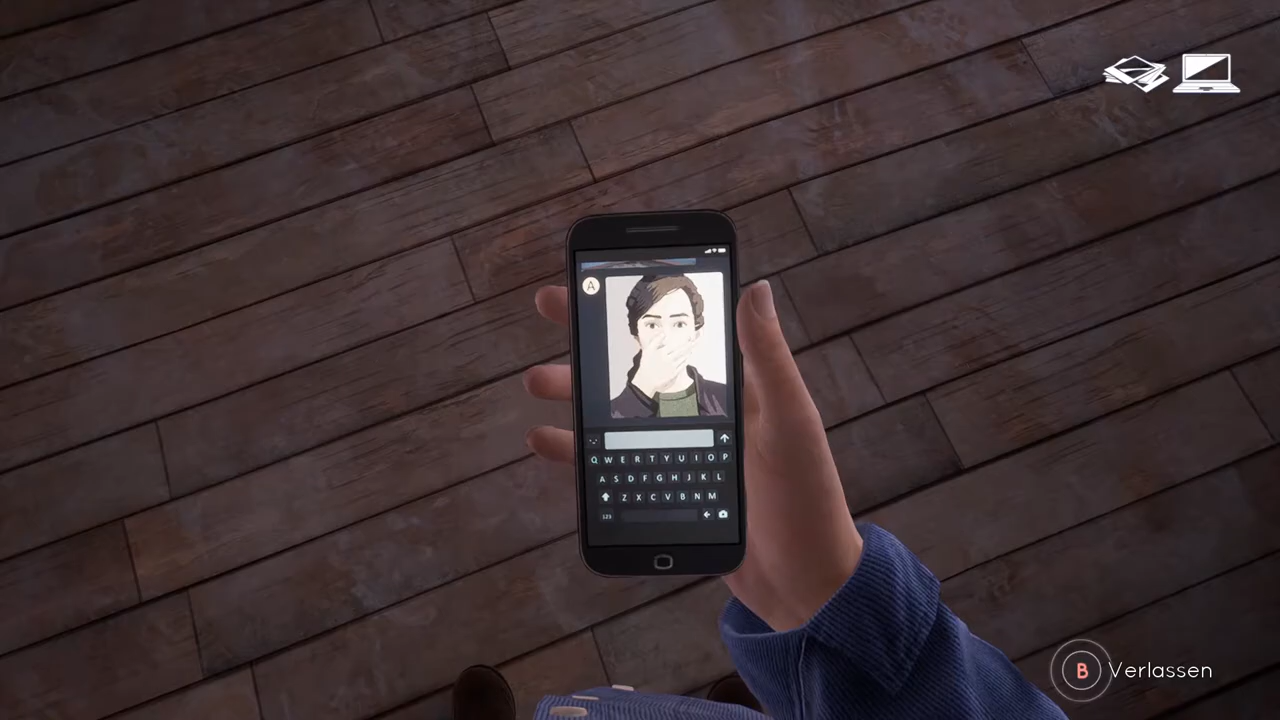 A
Q W E R T Y U I O P
A S D F G H J K L
Z X C V B N M
123
B Verlassen